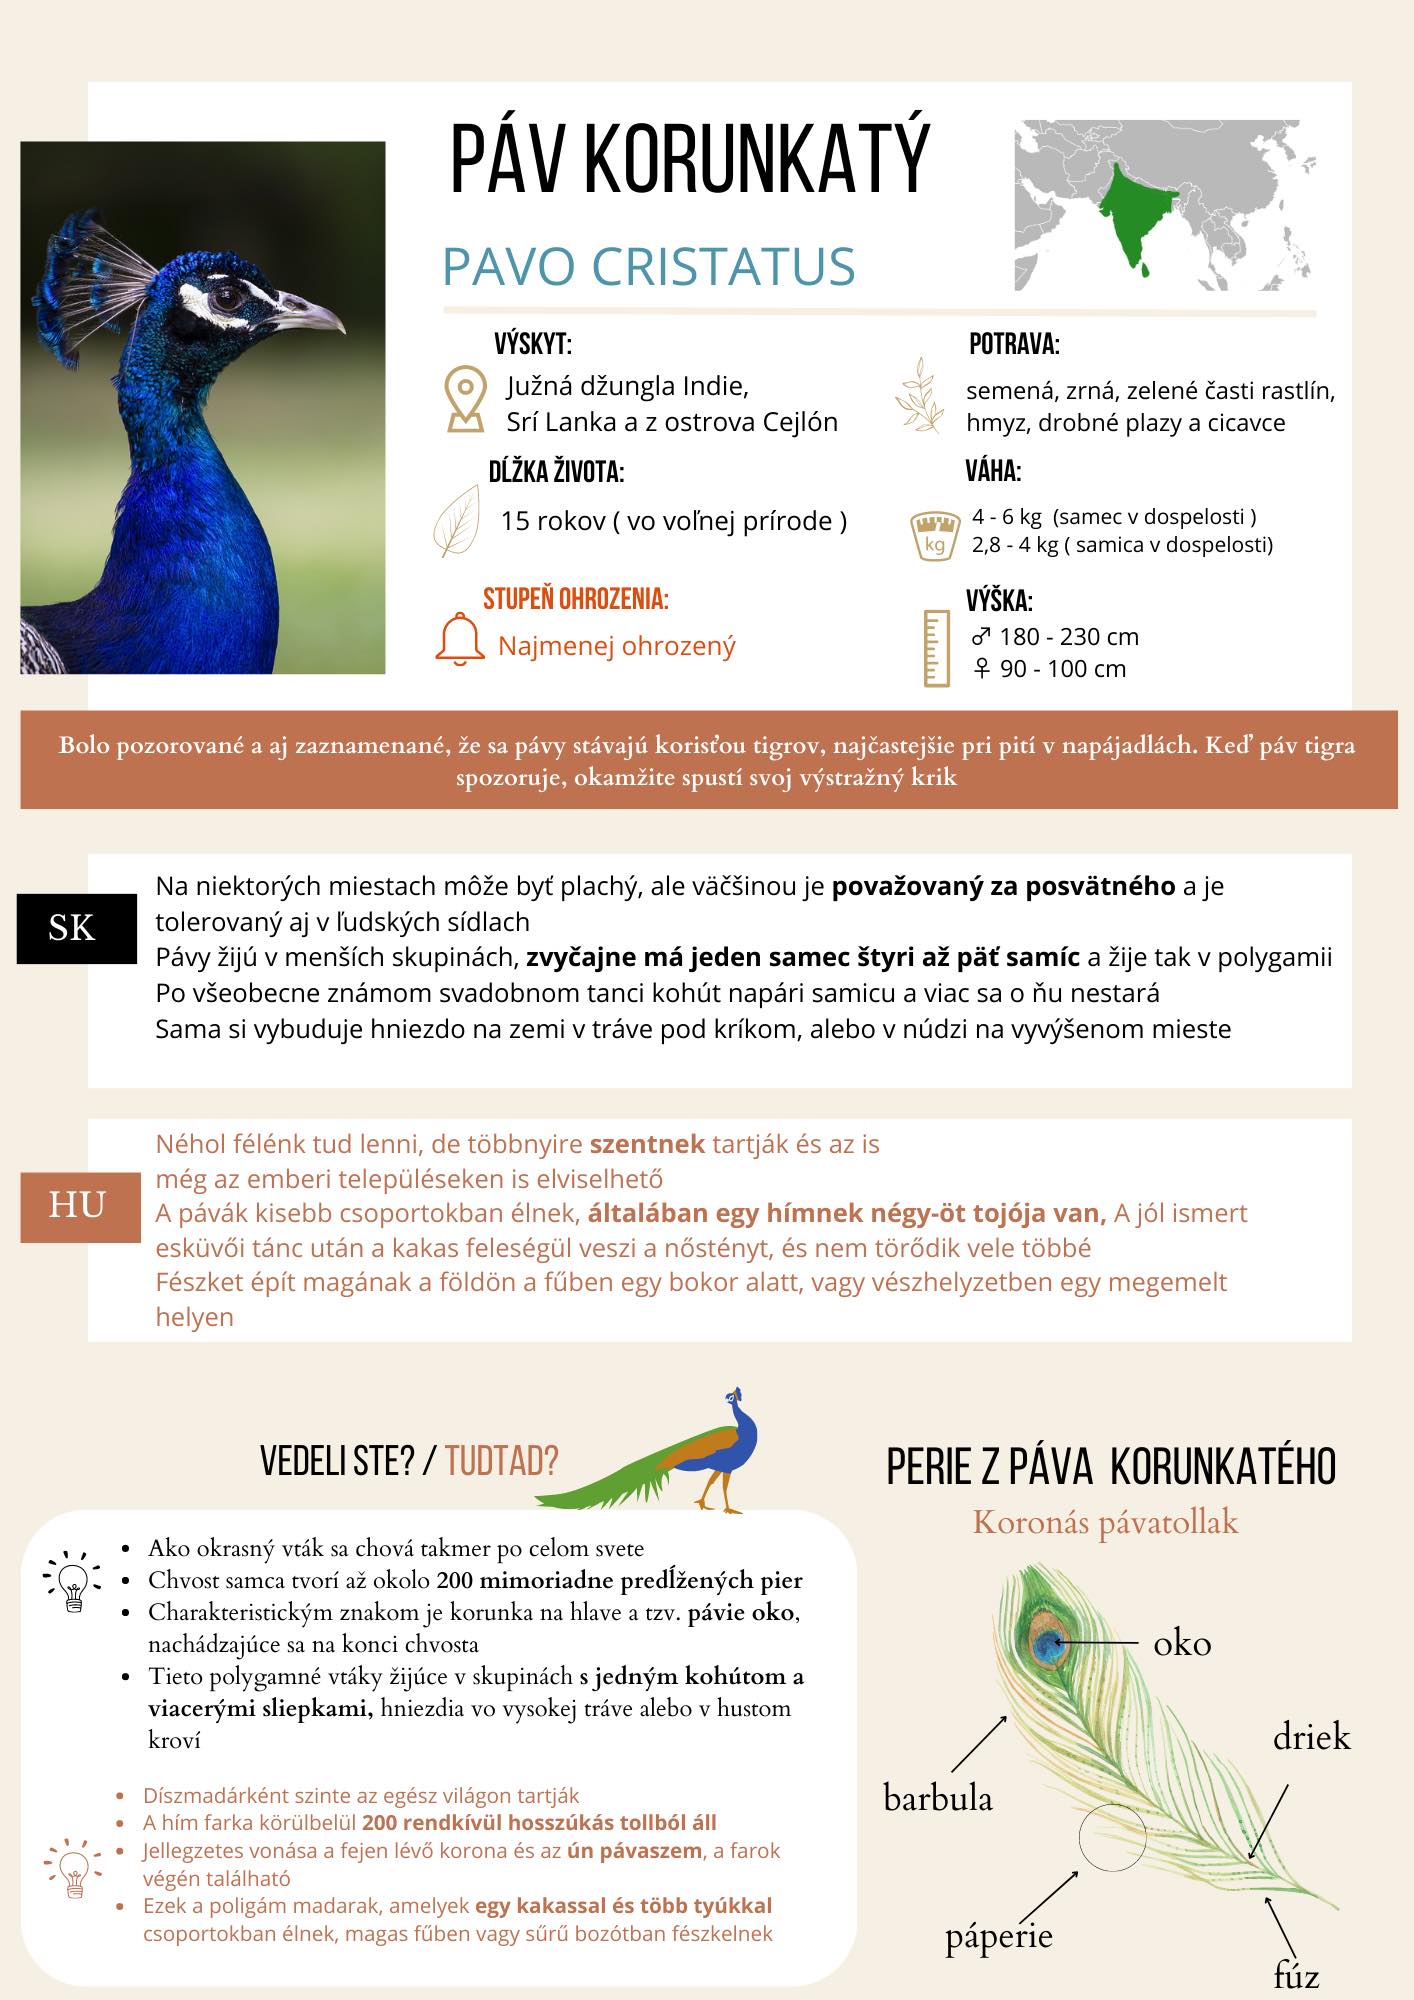 PÁV KORUNKATÝ
PAVO CRISTATUS
VÝSKYT:
Južná džungla Indie,
Srí Lanka a z ostrova Cejlón
DĹŽKA ŽIVOTA:
15 rokov ( vo voľnej prírode )
STUPEŇ OHROZENIA:
Najmenej ohrozený
POTRAVA:
semená, zrná, zelené časti rastlín,
hmyz, drobné plazy a cicavce
VÁHA:
kg
4 - 6 kg (samec v dospelosti )
2,8 - 4 kg ( samica v dospelosti)
VÝŠKA:
♂ 180 - 230 cm
♀ 90 - 100 cm
Bolo pozorované a aj zaznamenané, že sa pávy stávajú korisťou tigrov, najčastejšie pri pití v napájadlách. Keď páv tigra
spozoruje, okamžite spustí svoj výstražný krik
SK
Na niektorých miestach môže byť plachý, ale väčšinou je považovaný za posvätného a je
tolerovaný aj v ľudských sídlach
Pávy žijú v menších skupinách, zvyčajne má jeden samec štyri až päť samíc a žije tak v polygamii
Po všeobecne známom svadobnom tanci kohút napári samicu a viac sa o ňu nestará
Sama si vybuduje hniezdo na zemi v tráve pod kríkom, alebo v núdzi na vyvýšenom mieste
HU
Néhol félénk tud lenni, de többnyire szentnek tartják és az is
még az emberi településeken is elviselhető
A pávák kisebb csoportokban élnek, általában egy hímnek négy-öt tojója van, A jól ismert
esküvői tánc után a kakas feleségül veszi a nőstényt, és nem törődik vele többé
Fészket épít magának a földön a fűben egy bokor alatt, vagy vészhelyzetben egy megemelt
helyen
VEDELI STE? / TUDTAD?
• Ako okrasný vták sa chová takmer po celom svete
• Chvost samca tvorí až okolo 200 mimoriadne predĺžených pier
• Charakteristickým znakom je korunka na hlave a tzv. pávie oko,
nachádzajúce sa na konci chvosta
• Tieto polygamné vtáky žijúce v skupinách s jedným kohútom a
viacerými sliepkami, hniezdia vo vysokej tráve alebo v hustom
kroví
• Díszmadárként szinte az egész világon tartják
• A hím farka körülbelül 200 rendkívül hosszúkás tollból áll
• Jellegzetes vonása a fejen lévő korona és az ún pávaszem, a farok
végén található
• Ezek a poligám madarak, amelyek egy kakassal és több tyúkkal
csoportokban élnek, magas fűben vagy sűrű bozótban fészkelnek
PERIE Z PÁVA KORUNKATÉHO
Koronás pávatollak
oko
driek
barbula
páperie
fúz